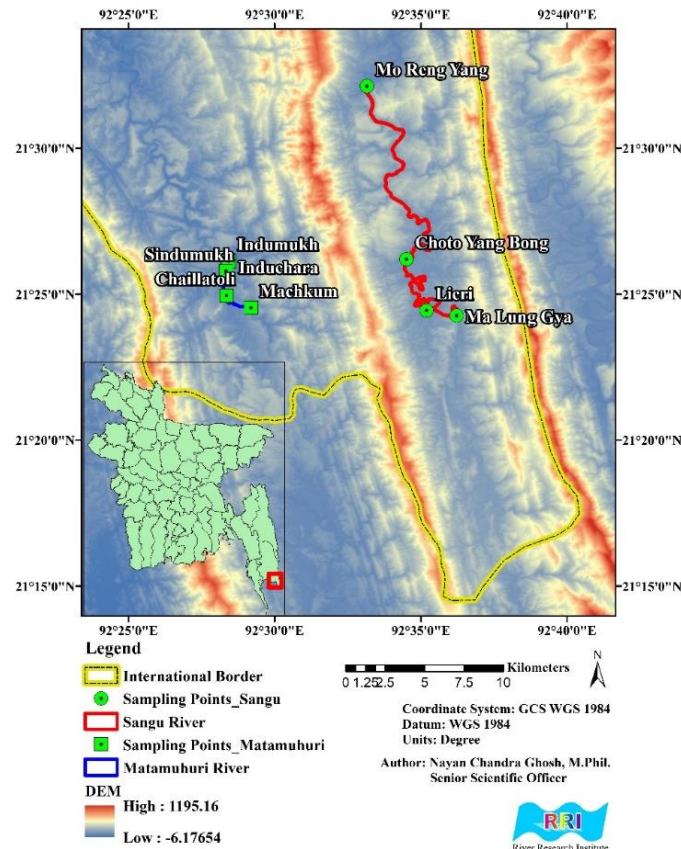 92°25'0"E 92°30'0"E 92°35'0"E 92°40'0"E
Mo Reng Yang
21°30'0"N 21°30'0"N
Choto Yang Bong
Sindumukh Indumukh
Induchara
Chaillatoli
Machkum
21°25'0"N 21°25'0"N
Licri
Ma Lung Gya
21°20'0"N 21°20'0"N
21°15'0"N 21°15'0"N
92°25'0"E 92°30'0"E 92°35'0"E 92°40'0"E
Legend
International Border
Sampling Points_Sangu
Sangu River
Sampling Points_Matamuhuri
Matamuhuri River
DEM
High : 1195.16
Low : -6.17654
Kilometers
0 1.25 2.5 5 7.5 10
N
Coordinate System: GCS WGS 1984
Datum: WGS 1984
Units: Degree
Author: Nayan Chandra Ghosh, M.Phil.
Senior Scientific Officer
RRI
River Research Institute